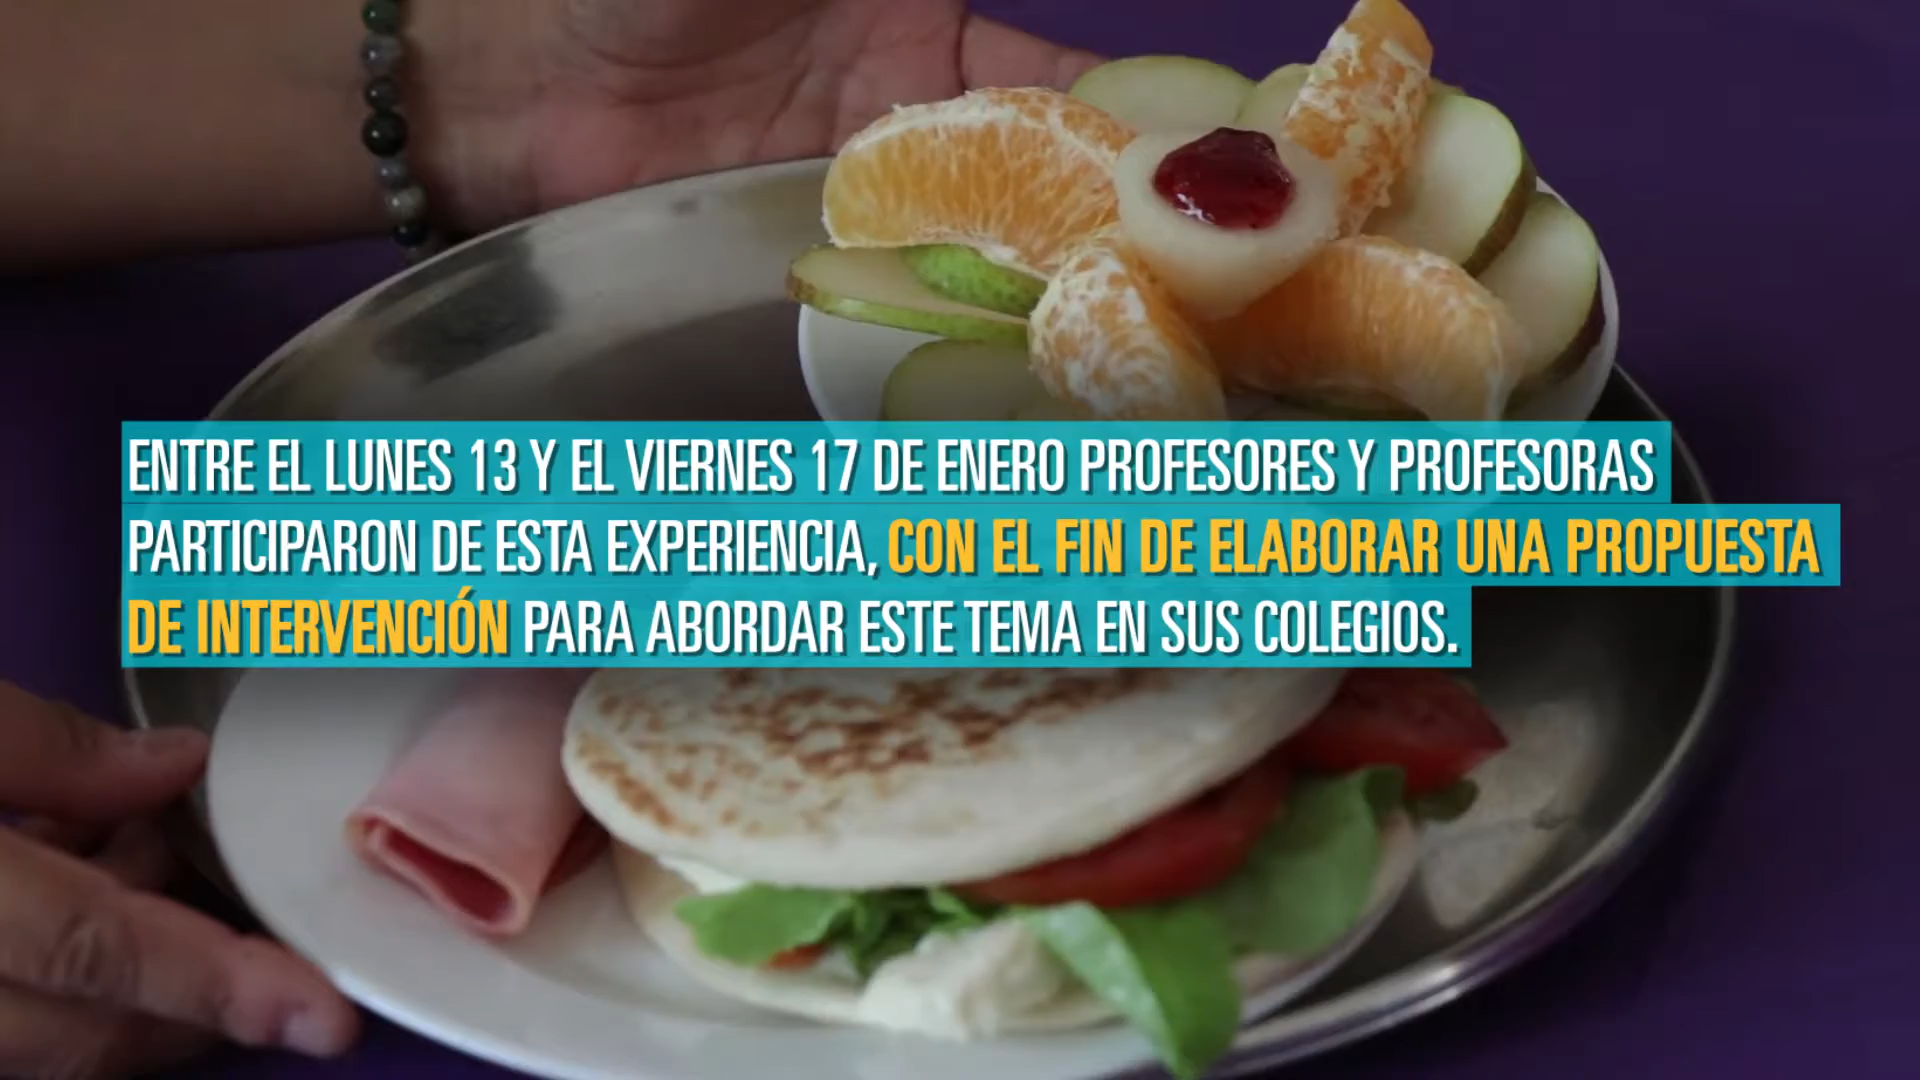 ENTRE EL LUNES 13 Y EL VIERNES 17 DE ENERO PROFESORES Y PROFESORAS
PARTICIPARON DE ESTA EXPERIENCIA, CON EL FIN DE ELABORAR UNA PROPUESTA
DE INTERVENCIÓN PARA ABORDAR ESTE TEMA EN SUS COLEGIOS.